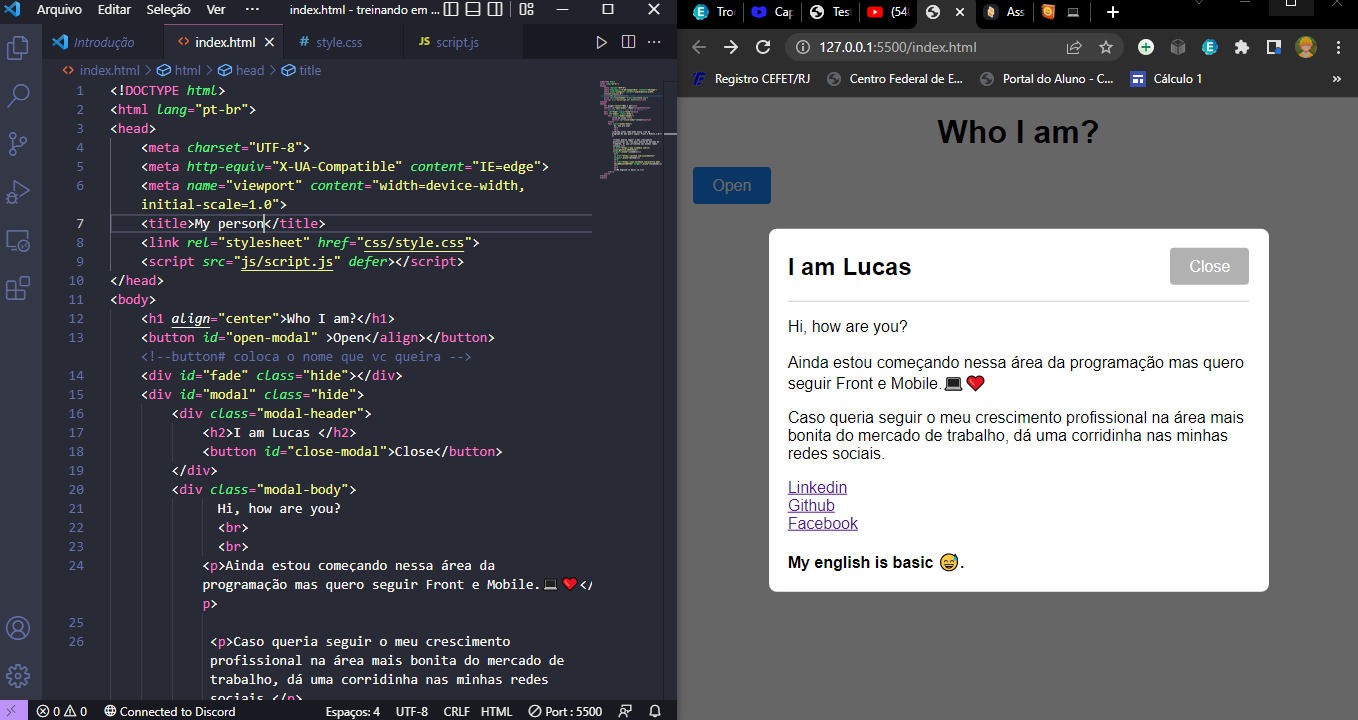 Arquivo Editar Seleção Ver ··· index.html - treinando em ...
Introdução index.html style.css script.js
index.html > html > head > title
1 <!DOCTYPE html>
2 <html lang="pt-br">
3 <head>
4 <meta charset="UTF-8">
5 <meta http-equiv="X-UA-Compatible" content="IE=edge">
6 <meta name="viewport" content="width=device-width,
initial-scale=1.0">
7 <title>My person</title>
8 <link rel="stylesheet" href="css/style.css">
9 <script src="js/script.js" defer></script>
10 </head>
11 <body>
12 <h1 align="center">Who I am?</h1>
13 <button id="open-modal" >Open</align></button>
<!--button# coloca o nome que vc queira -->
14 <div id="fade" class="hide"></div>
15 <div id="modal" class="hide">
16 <div class="modal-header">
17 <h2>I am Lucas </h2>
18 <button id="close-modal">Close</button>
19 </div>
20 <div class="modal-body">
21 Hi, how are you?
22 <br>
23 <br>
24 <p>Ainda estou começando nessa área da
programação mas quero seguir Front e Mobile.💻❤️</
p>
25
26 <p>Caso queria seguir o meu crescimento
profissional na área mais bonita do mercado de
trabalho, dá uma corridinha nas minhas redes
sociais.</p>
0 0 Connected to Discord Espaços: 4 UTF-8 CRLF HTML Port : 5500
Tro Cap Tes (54 Ass
127.0.0.1:5500/index.html
Registro CEFET/RJ Centro Federal de E... Portal do Aluno - C... Cálculo 1 »
Who I am?
Open
I am Lucas
Close
Hi, how are you?
Ainda estou começando nessa área da programação mas quero
seguir Front e Mobile.💻❤️
Caso queria seguir o meu crescimento profissional na área mais
bonita do mercado de trabalho, dá uma corridinha nas minhas
redes sociais.
Linkedin
Github
Facebook
My english is basic 😅.